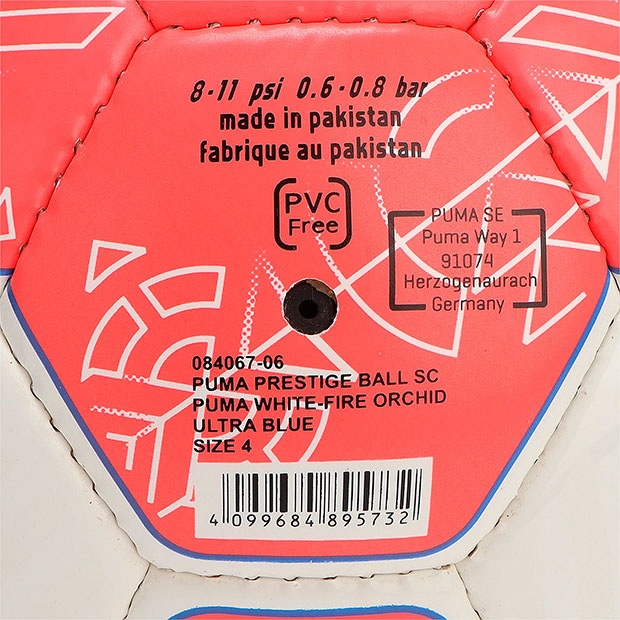 8-11 psi 0.6-0.8 bar
made in pakistan
fabrique au pakistan
PVC
Free
PUMA SE
Puma Way 1
91074
Herzogenaurach
Germany
084067-06
PUMA PRESTIGE BALL SC
PUMA WHITE-FIRE ORCHID
ULTRA BLUE
SIZE 4
4 099684 895732